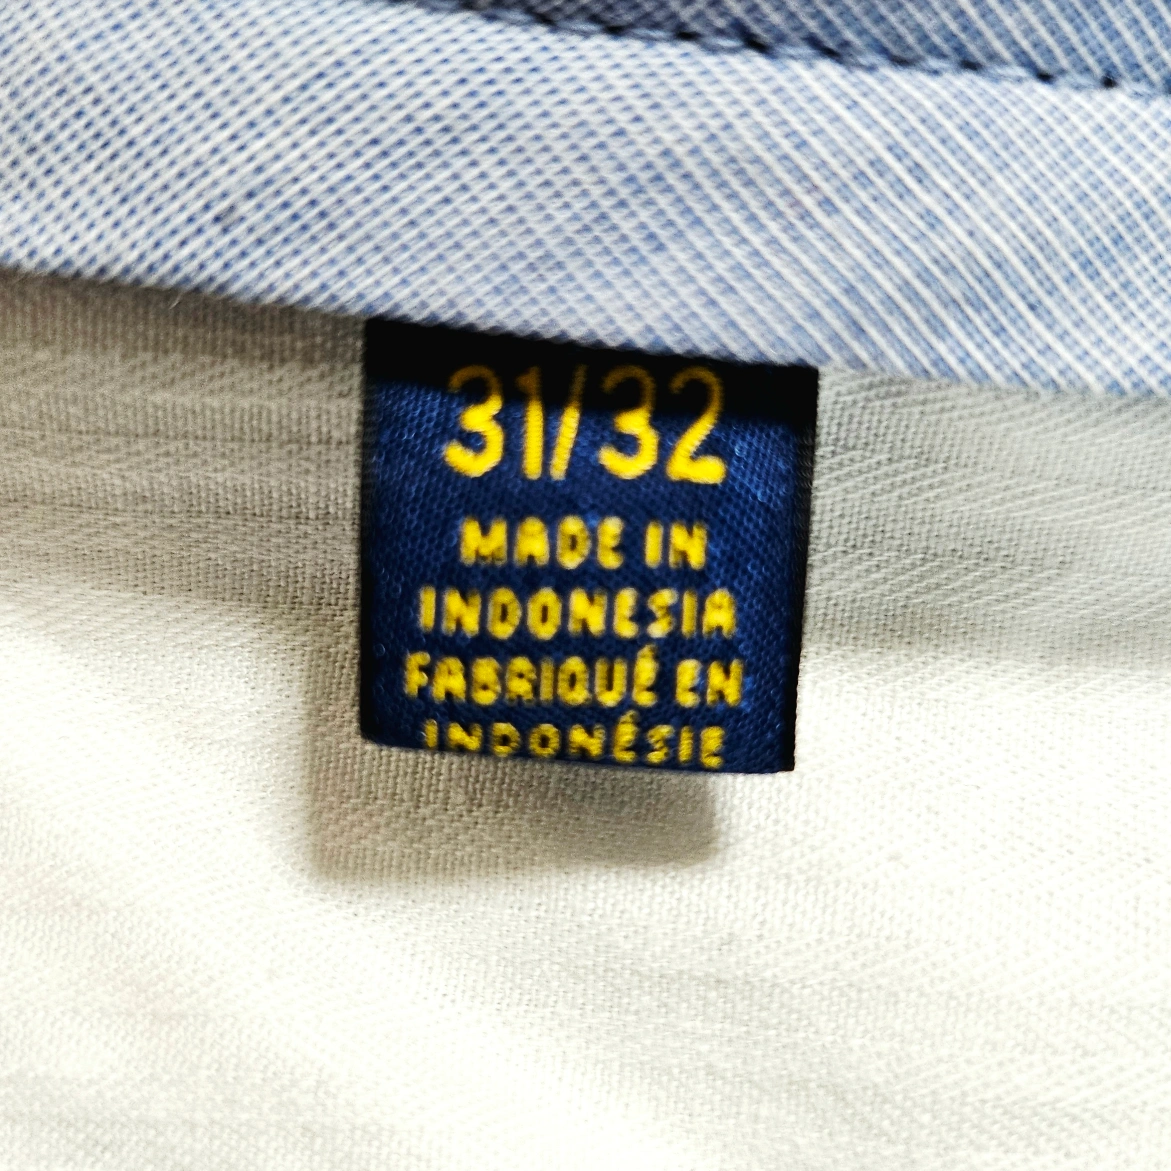 31/32
MADE IN
INDONESIA
FABRIQUÉ EN
INDONÉSIE